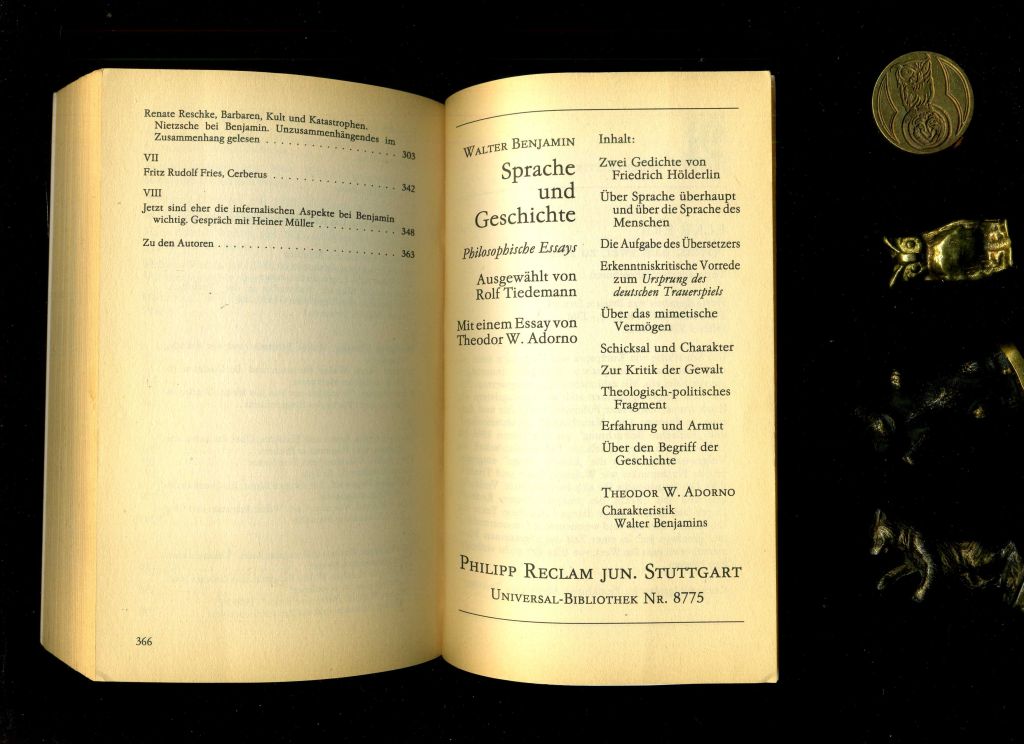 Renate Reschke, Barbaren, Kult und Katastrophen.
Nietzsche bei Benjamin. Unzusammenhängendes im
Zusammenhang gelesen . . . . . . . . . . . . . . . . . . 303
VII
Fritz Rudolf Fries, Cerberus . . . . . . . . . . . . . . . . 342
VIII
Jetzt sind eher die infernalischen Aspekte bei Benjamin
wichtig. Gespräch mit Heiner Müller . . . . . . . . . . 348
Zu den Autoren . . . . . . . . . . . . . . . . . . . . . . . 363
366
WALTER BENJAMIN
Sprache
und
Geschichte
Philosophische Essays
Ausgewählt von
Rolf Tiedemann
Mit einem Essay von
Theodor W. Adorno
Inhalt:
Zwei Gedichte von
Friedrich Hölderlin
Über Sprache überhaupt
und über die Sprache des
Menschen
Die Aufgabe des Übersetzers
Erkenntniskritische Vorrede
zum Ursprung des
deutschen Trauerspiels
Über das mimetische
Vermögen
Schicksal und Charakter
Zur Kritik der Gewalt
Theologisch-politisches
Fragment
Erfahrung und Armut
Über den Begriff der
Geschichte
THEODOR W. ADORNO
Charakteristik
Walter Benjamins
PHILIPP RECLAM JUN. STUTTGART
UNIVERSAL-BIBLIOTHEK NR. 8775